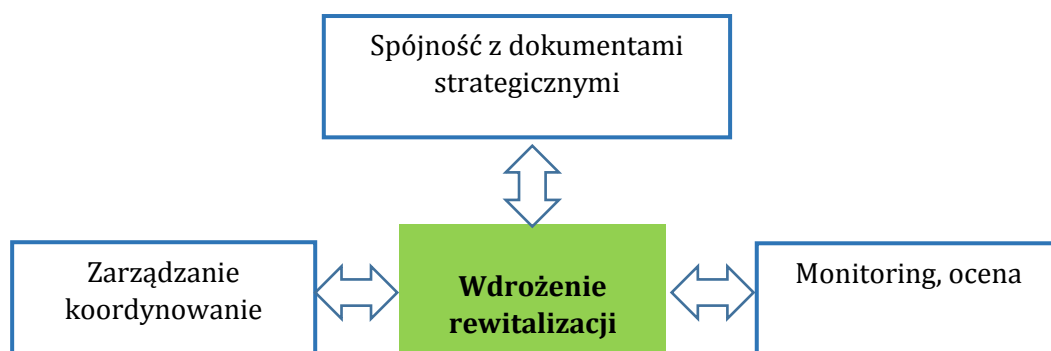 Spójność z dokumentami
strategicznymi
Zarządzanie
koordynowanie
Wdrożenie
rewitalizacji
Monitoring, ocena